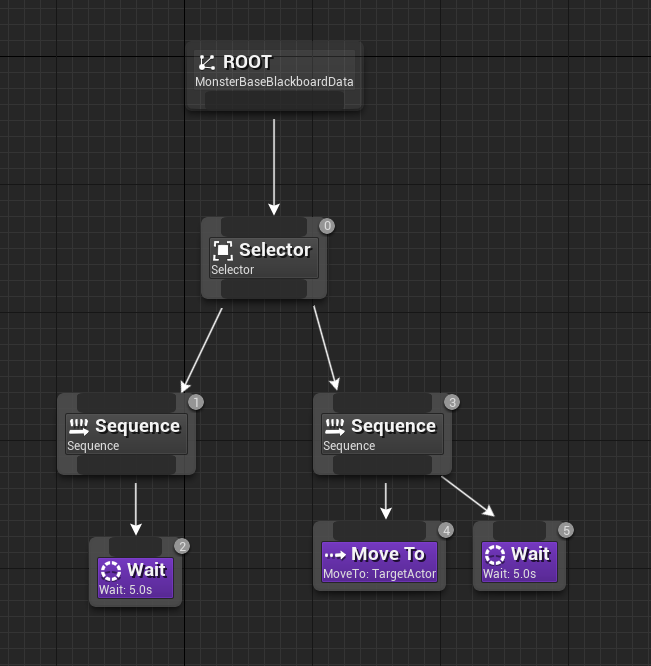 ROOT
MonsterBaseBlackboardData
0
Selector
Selector
1
Sequence
Sequence
3
Sequence
Sequence
2
Wait
Wait: 5.0s
4
Move To
MoveTo: TargetActor
5
Wait
Wait: 5.0s